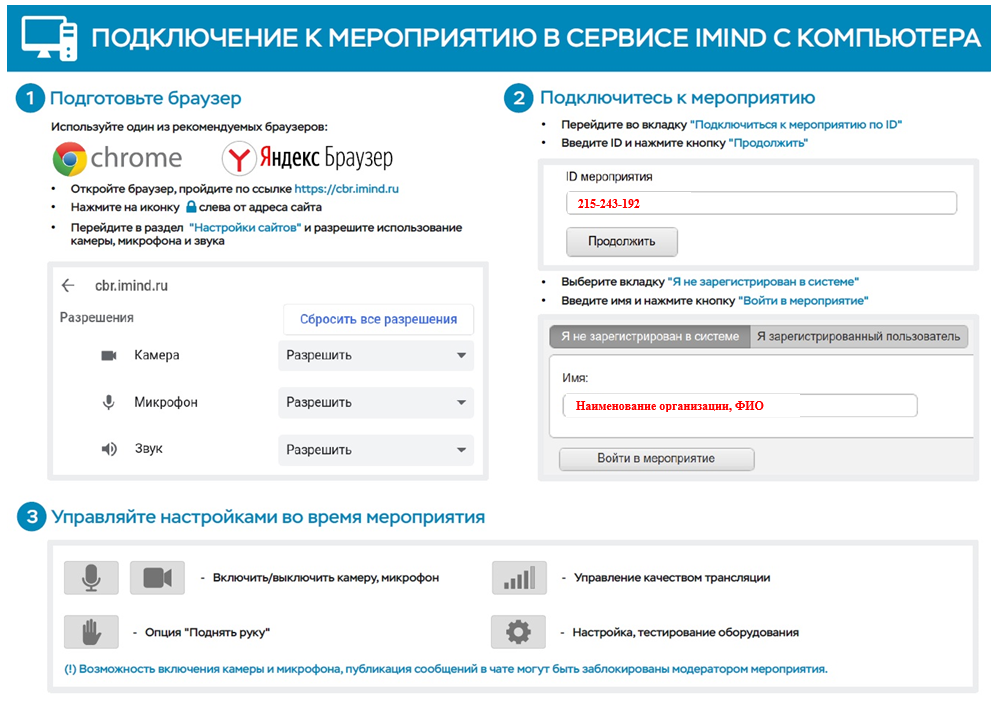 ПОДКЛЮЧЕНИЕ К МЕРОПРИЯТИЮ В СЕРВИСЕ IMIND С КОМПЬЮТЕРА
1 Подготовьте браузер
Используйте один из рекомендуемых браузеров:
chrome
Яндекс Браузер
• Откройте браузер, пройдите по ссылке https://cbr.imind.ru
• Нажмите на иконку слева от адреса сайта
• Перейдите в раздел "Настройки сайтов" и разрешите использование
камеры, микрофона и звука
cbr.imind.ru
Разрешения
Сбросить все разрешения
Камера Разрешить
Микрофон Разрешить
Звук Разрешить
2 Подключитесь к мероприятию
• Перейдите во вкладку "Подключиться к мероприятию по ID"
• Введите ID и нажмите кнопку "Продолжить"
ID мероприятия
215-243-192
Продолжить
• Выберите вкладку "Я не зарегистрирован в системе"
• Введите имя и нажмите кнопку "Войти в мероприятие"
Я не зарегистрирован в системе Я зарегистрированный пользователь
Имя:
Наименование организации, ФИО
Войти в мероприятие
3 Управляйте настройками во время мероприятия
- Включить/выключить камеру, микрофон
- Управление качеством трансляции
- Опция "Поднять руку"
- Настройка, тестирование оборудования
(!) Возможность включения камеры и микрофона, публикация сообщений в чате могут быть заблокированы модератором мероприятия.